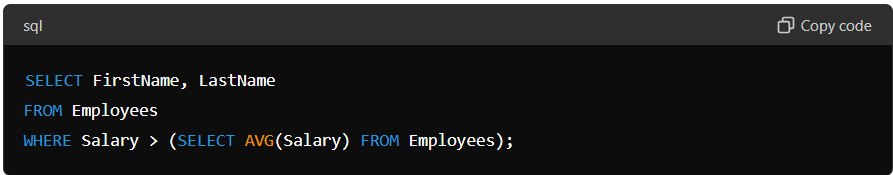 sql
Copy code
SELECT FirstName, LastName
FROM Employees
WHERE Salary > (SELECT AVG(Salary) FROM Employees);